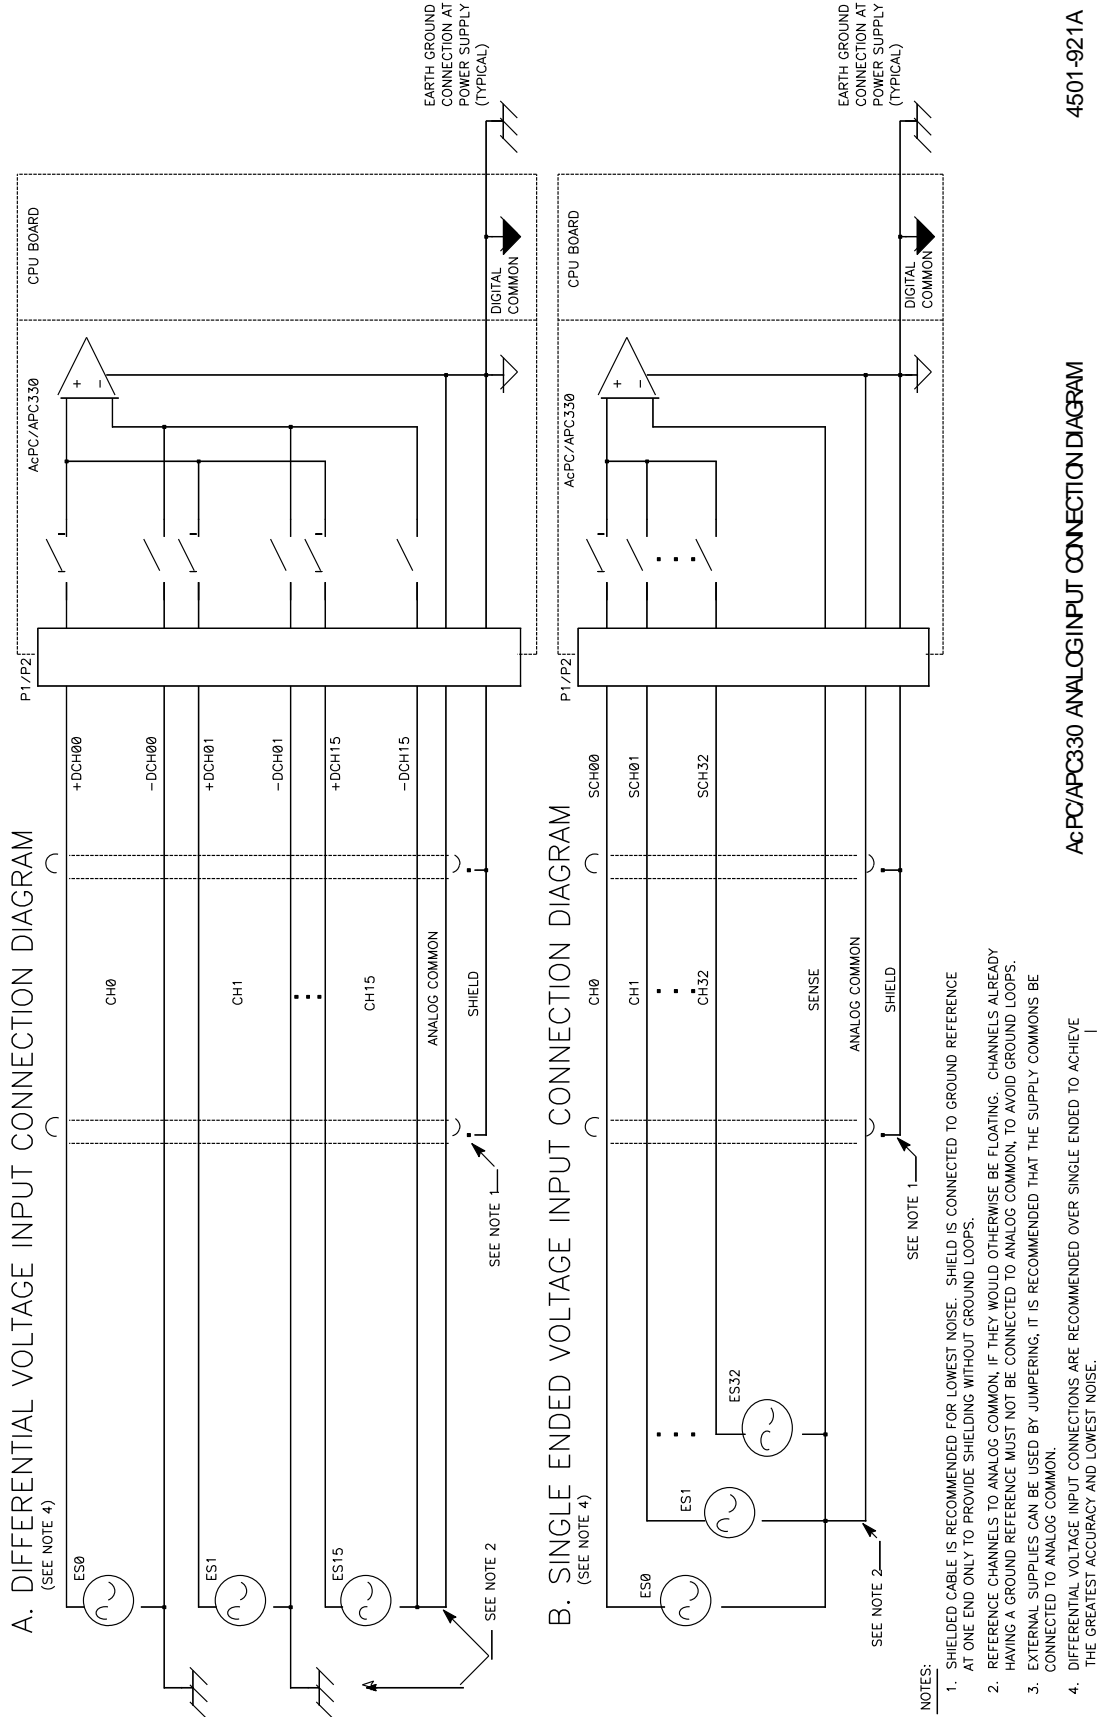 A. DIFFERENTIAL VOLTAGE INPUT CONNECTION DIAGRAM
(SEE NOTE 4)
ES0
ES1
ES15
SEE NOTE 2
CH0
CH1
CH15
ANALOG COMMON
SHIELD
SEE NOTE 1
+DCH00
-DCH00
+DCH01
-DCH01
+DCH15
-DCH15
P1/P2
AcPC/APC330
+
-
CPU BOARD
DIGITAL
COMMON
EARTH GROUND
CONNECTION AT
POWER SUPPLY
(TYPICAL)
B. SINGLE ENDED VOLTAGE INPUT CONNECTION DIAGRAM
(SEE NOTE 4)
ES0
ES1
ES32
SEE NOTE 2
CH0
CH1
CH32
SENSE
ANALOG COMMON
SHIELD
SEE NOTE 1
SCH00
SCH01
SCH32
P1/P2
AcPC/APC330
+
-
CPU BOARD
DIGITAL
COMMON
EARTH GROUND
CONNECTION AT
POWER SUPPLY
(TYPICAL)
NOTES:
1. SHIELDED CABLE IS RECOMMENDED FOR LOWEST NOISE. SHIELD IS CONNECTED TO GROUND REFERENCE
AT ONE END ONLY TO PROVIDE SHIELDING WITHOUT GROUND LOOPS.
2. REFERENCE CHANNELS TO ANALOG COMMON, IF THEY WOULD OTHERWISE BE FLOATING. CHANNELS ALREADY
HAVING A GROUND REFERENCE MUST NOT BE CONNECTED TO ANALOG COMMON, TO AVOID GROUND LOOPS.
3. EXTERNAL SUPPLIES CAN BE USED BY JUMPERING, IT IS RECOMMENDED THAT THE SUPPLY COMMONS BE
CONNECTED TO ANALOG COMMON.
4. DIFFERENTIAL VOLTAGE INPUT CONNECTIONS ARE RECOMMENDED OVER SINGLE ENDED TO ACHIEVE
THE GREATEST ACCURACY AND LOWEST NOISE.
AcPC/APC330 ANALOG INPUT CONNECTION DIAGRAM
4501-921A